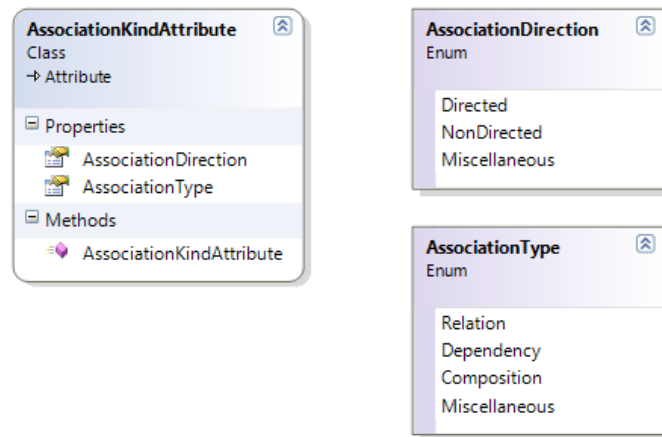 AssociationKindAttribute
Class
Attribute
Properties
AssociationDirection
AssociationType
Methods
AssociationKindAttribute
AssociationDirection
Enum
Directed
NonDirected
Miscellaneous
AssociationType
Enum
Relation
Dependency
Composition
Miscellaneous